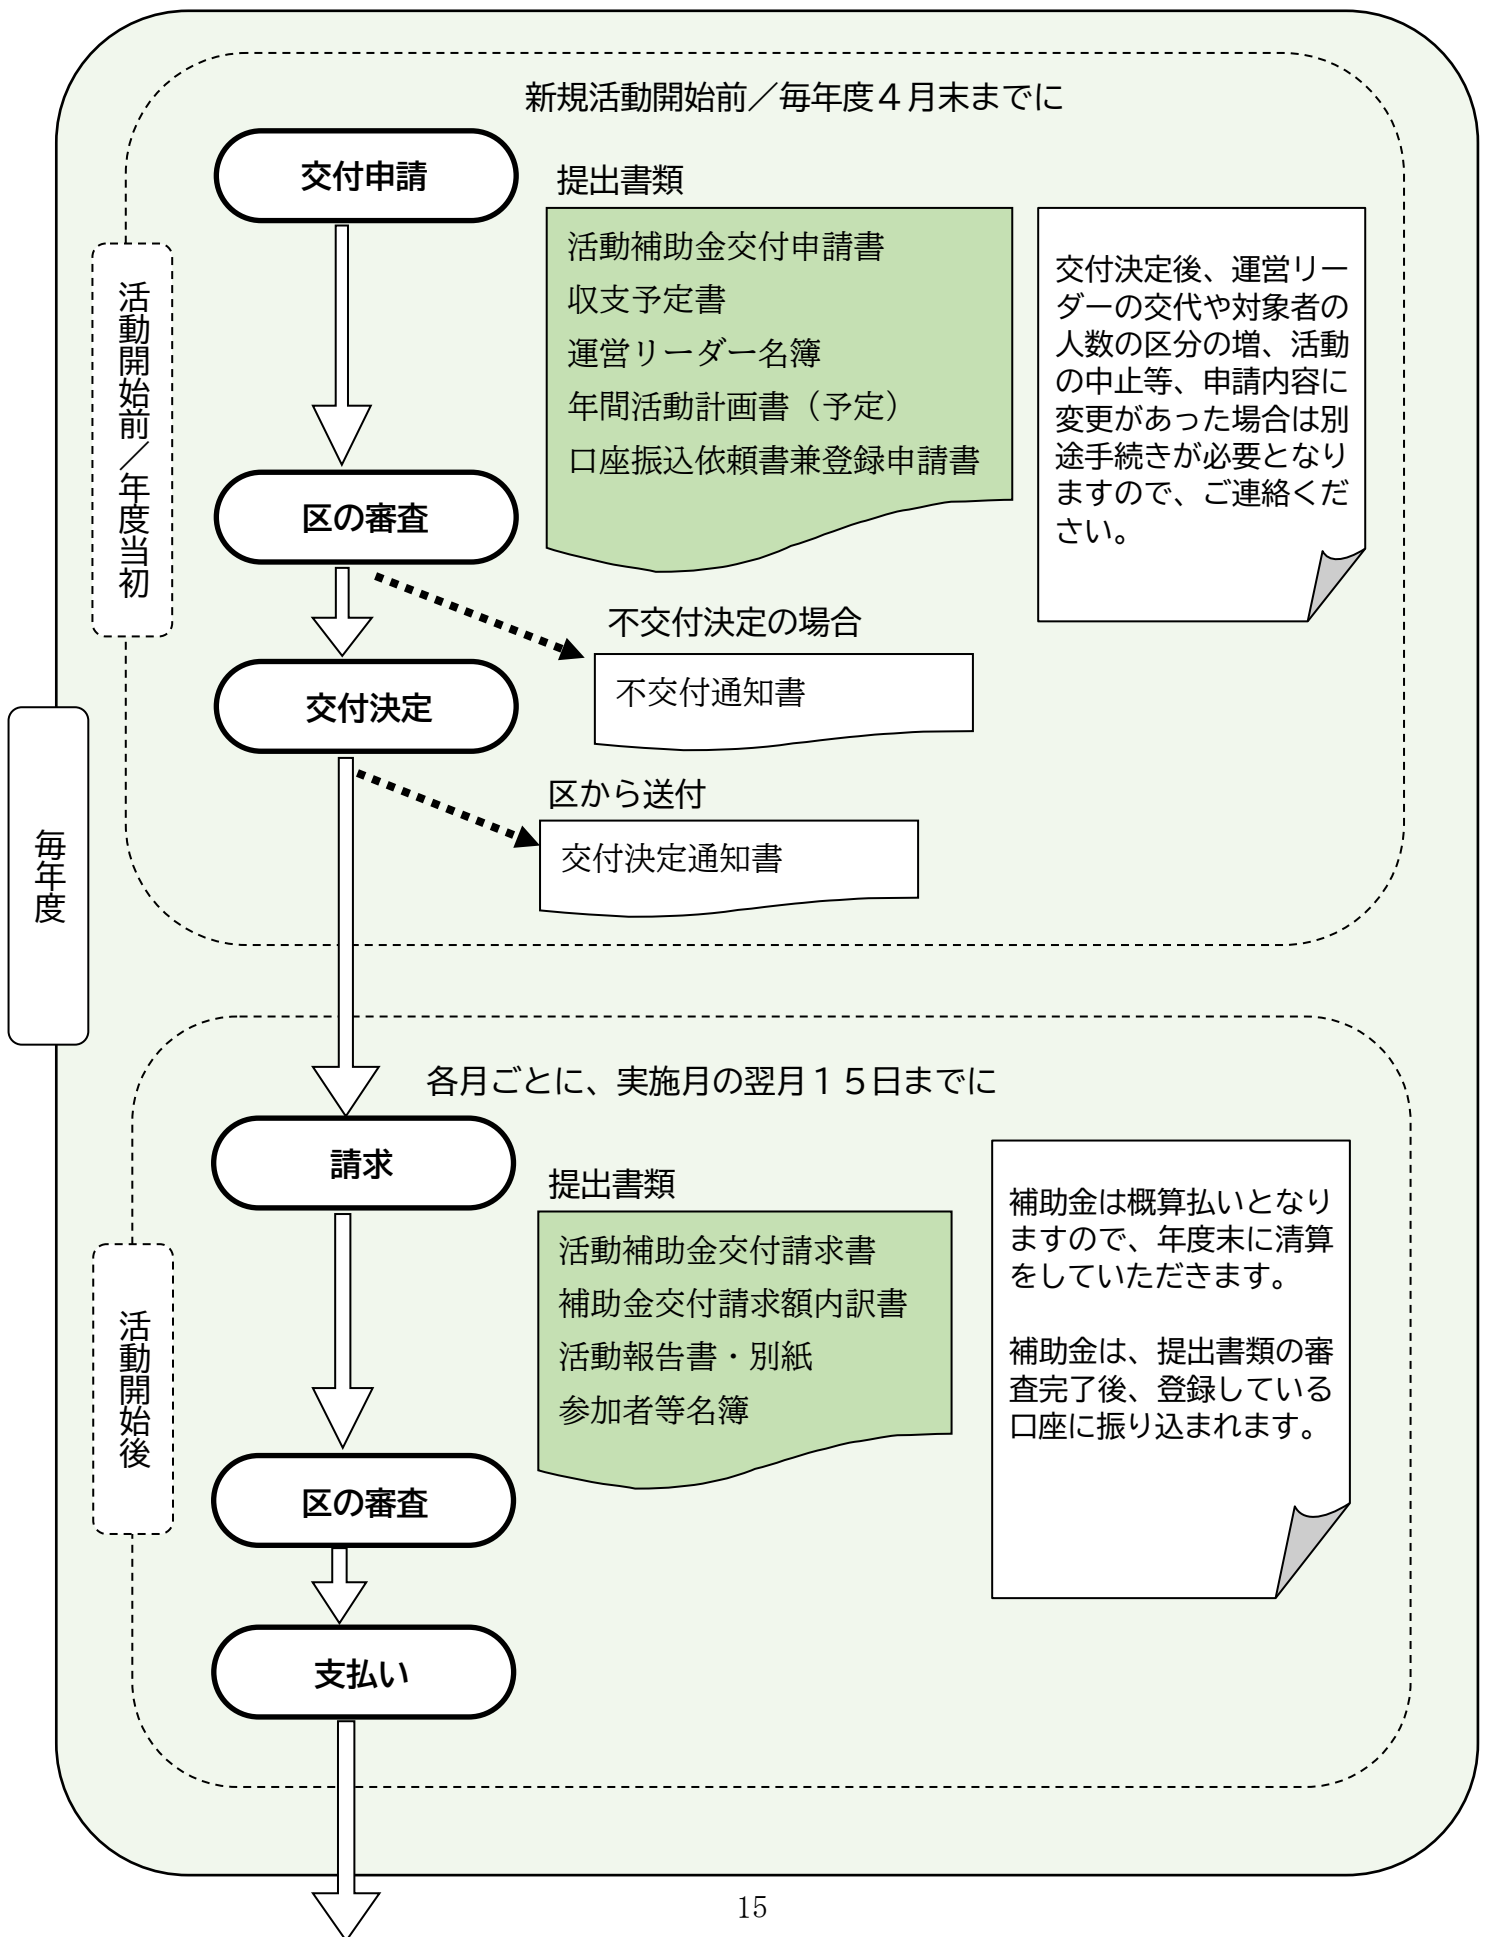 毎年度
活動開始前／年度当初
新規活動開始前／毎年度４月末までに
交付申請
提出書類
活動補助金交付申請書
収支予定書
運営リーダー名簿
年間活動計画書（予定）
口座振込依頼書兼登録申請書
交付決定後、運営リー
ダーの交代や対象者の
人数の区分の増、活動
の中止等、申請内容に
変更があった場合は別
途手続きが必要となり
ますので、ご連絡くだ
さい。
区の審査
不交付決定の場合
不交付通知書
交付決定
区から送付
交付決定通知書
活動開始後
各月ごとに、実施月の翌月１５日までに
請求
提出書類
活動補助金交付請求書
補助金交付請求額内訳書
活動報告書・別紙
参加者等名簿
補助金は概算払いとなり
ますので、年度末に清算
をしていただきます。
補助金は、提出書類の審
査完了後、登録している
口座に振り込まれます。
区の審査
支払い
15